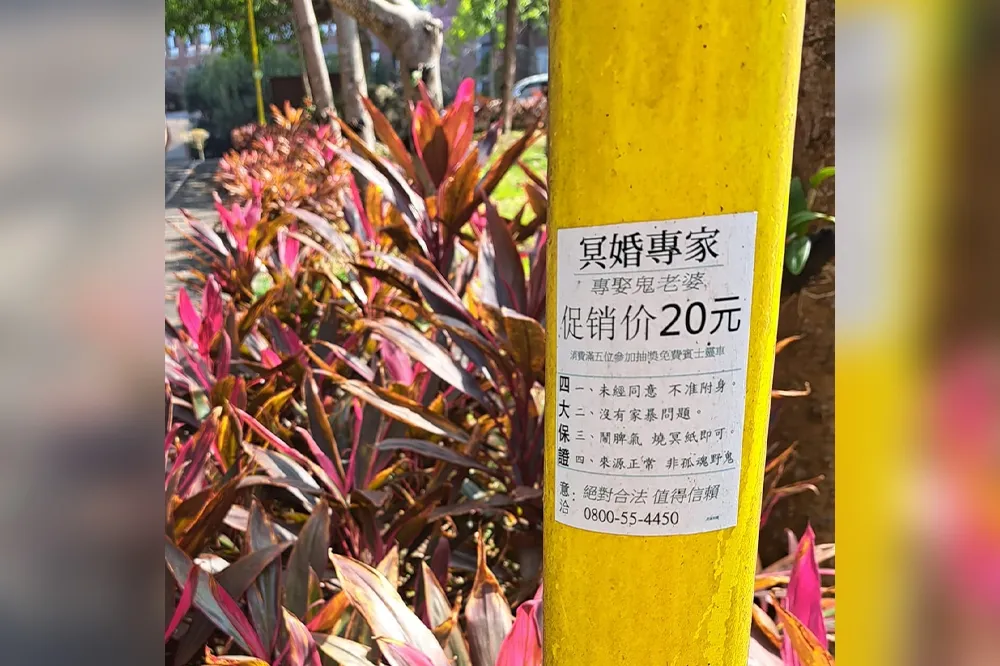 冥婚專家
專娶鬼老婆
促销价20元
消費滿五位參加抽獎免費賓士靈車
四大保證
一、未經同意 不准附身。
二、沒有家暴問題。
三、鬧脾氣 燒冥紙即可。
四、來源正常 非孤魂野鬼
意洽：絕對合法 值得信賴
0800-55-4450